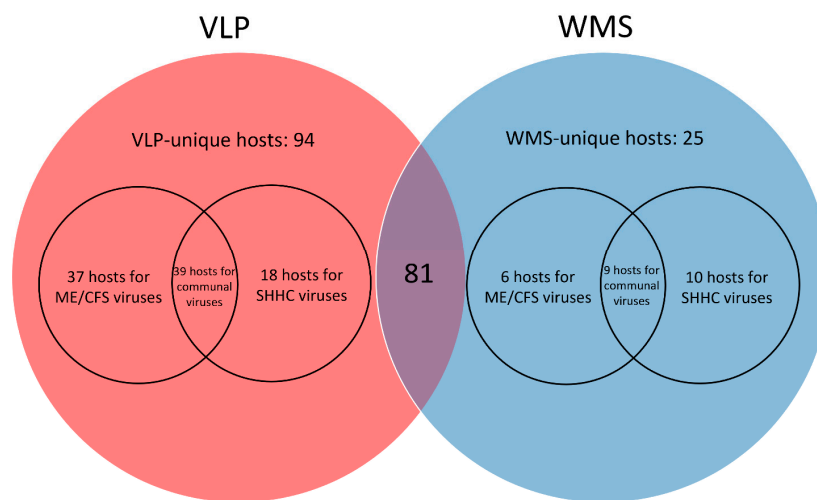 VLP
WMS
VLP-unique hosts: 94
WMS-unique hosts: 25
37 hosts for
ME/CFS viruses
39 hosts for
communal
viruses
18 hosts for
SHHC viruses
81
6 hosts for
ME/CFS viruses
9 hosts for
communal
viruses
10 hosts for
SHHC viruses